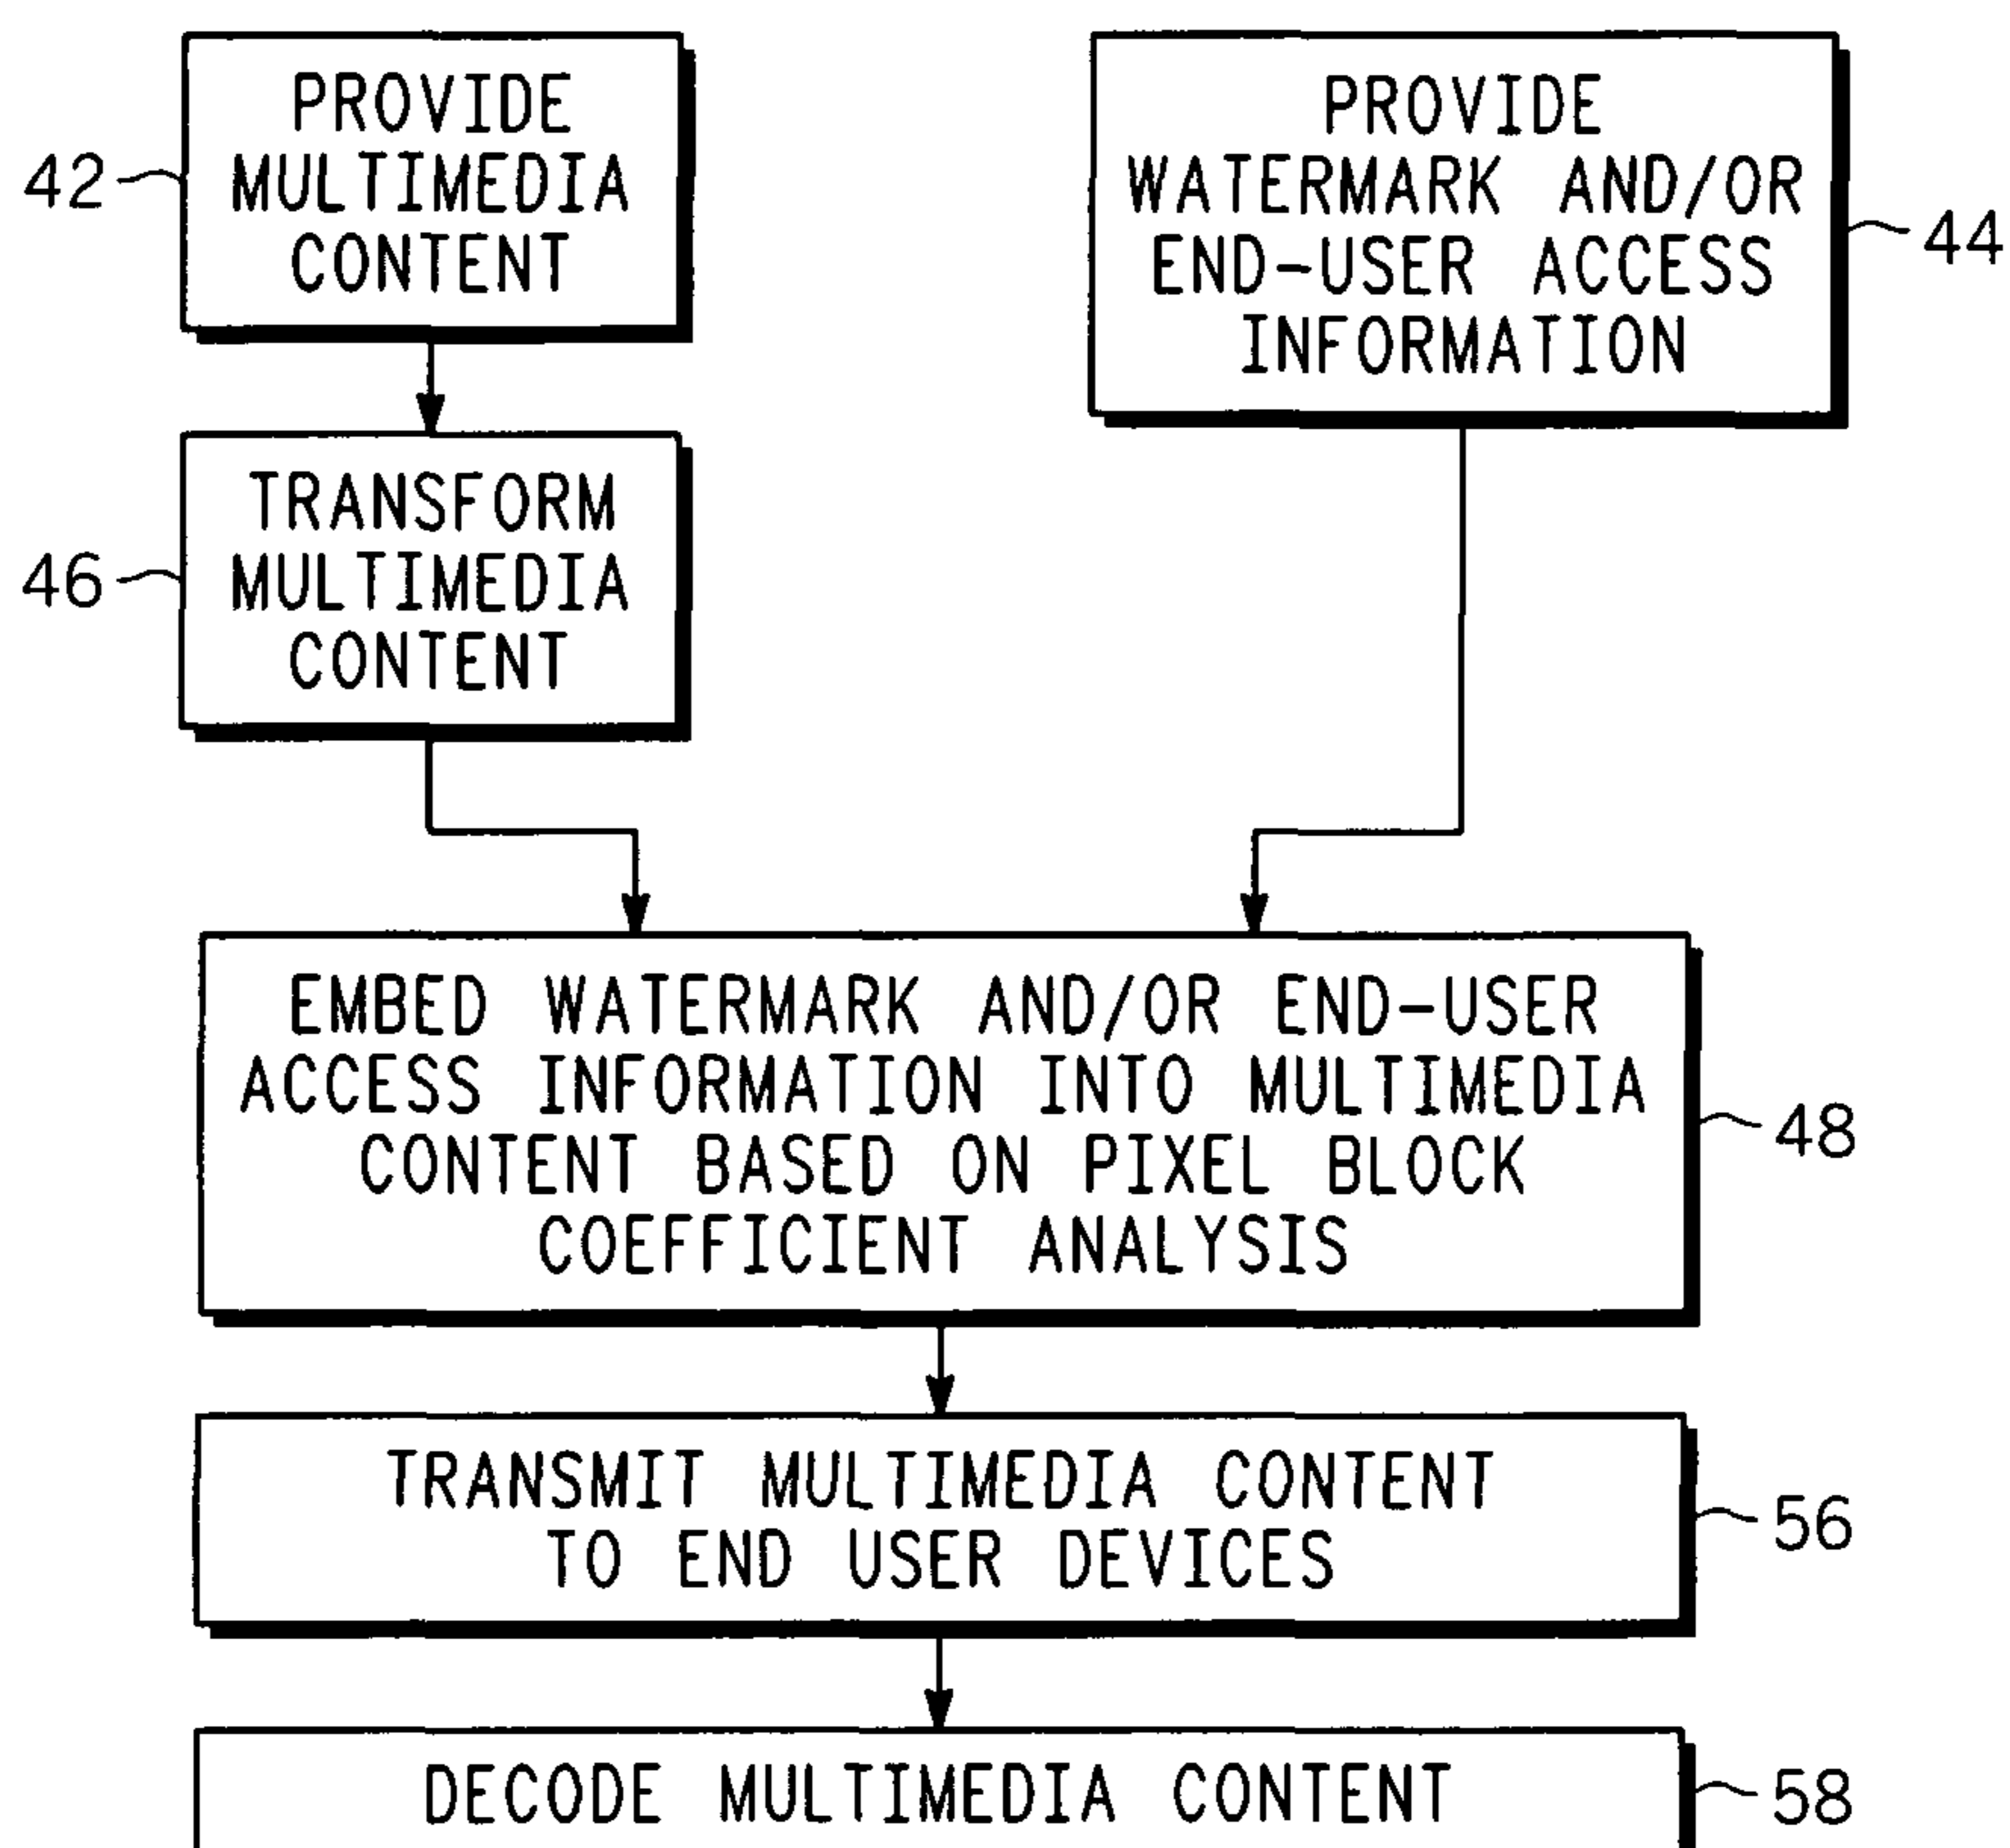 PROVIDE
MULTIMEDIA
CONTENT
42
PROVIDE
WATERMARK AND/OR
END-USER ACCESS
INFORMATION
44
TRANSFORM
MULTIMEDIA
CONTENT
46
EMBED WATERMARK AND/OR END-USER
ACCESS INFORMATION INTO MULTIMEDIA
CONTENT BASED ON PIXEL BLOCK
COEFFICIENT ANALYSIS
48
TRANSMIT MULTIMEDIA CONTENT
TO END USER DEVICES
56
DECODE MULTIMEDIA CONTENT
58